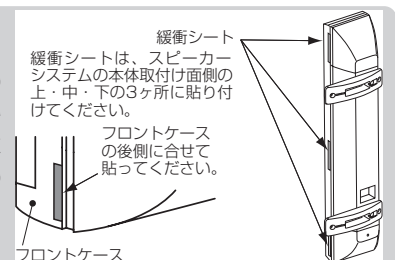 緩衝シート
緩衝シートは、スピーカー
システムの本体取付け面側の
上・中・下の3ヶ所に貼り付
けてください。
フロントケース
の後側に合せて
貼ってください。
フロントケース